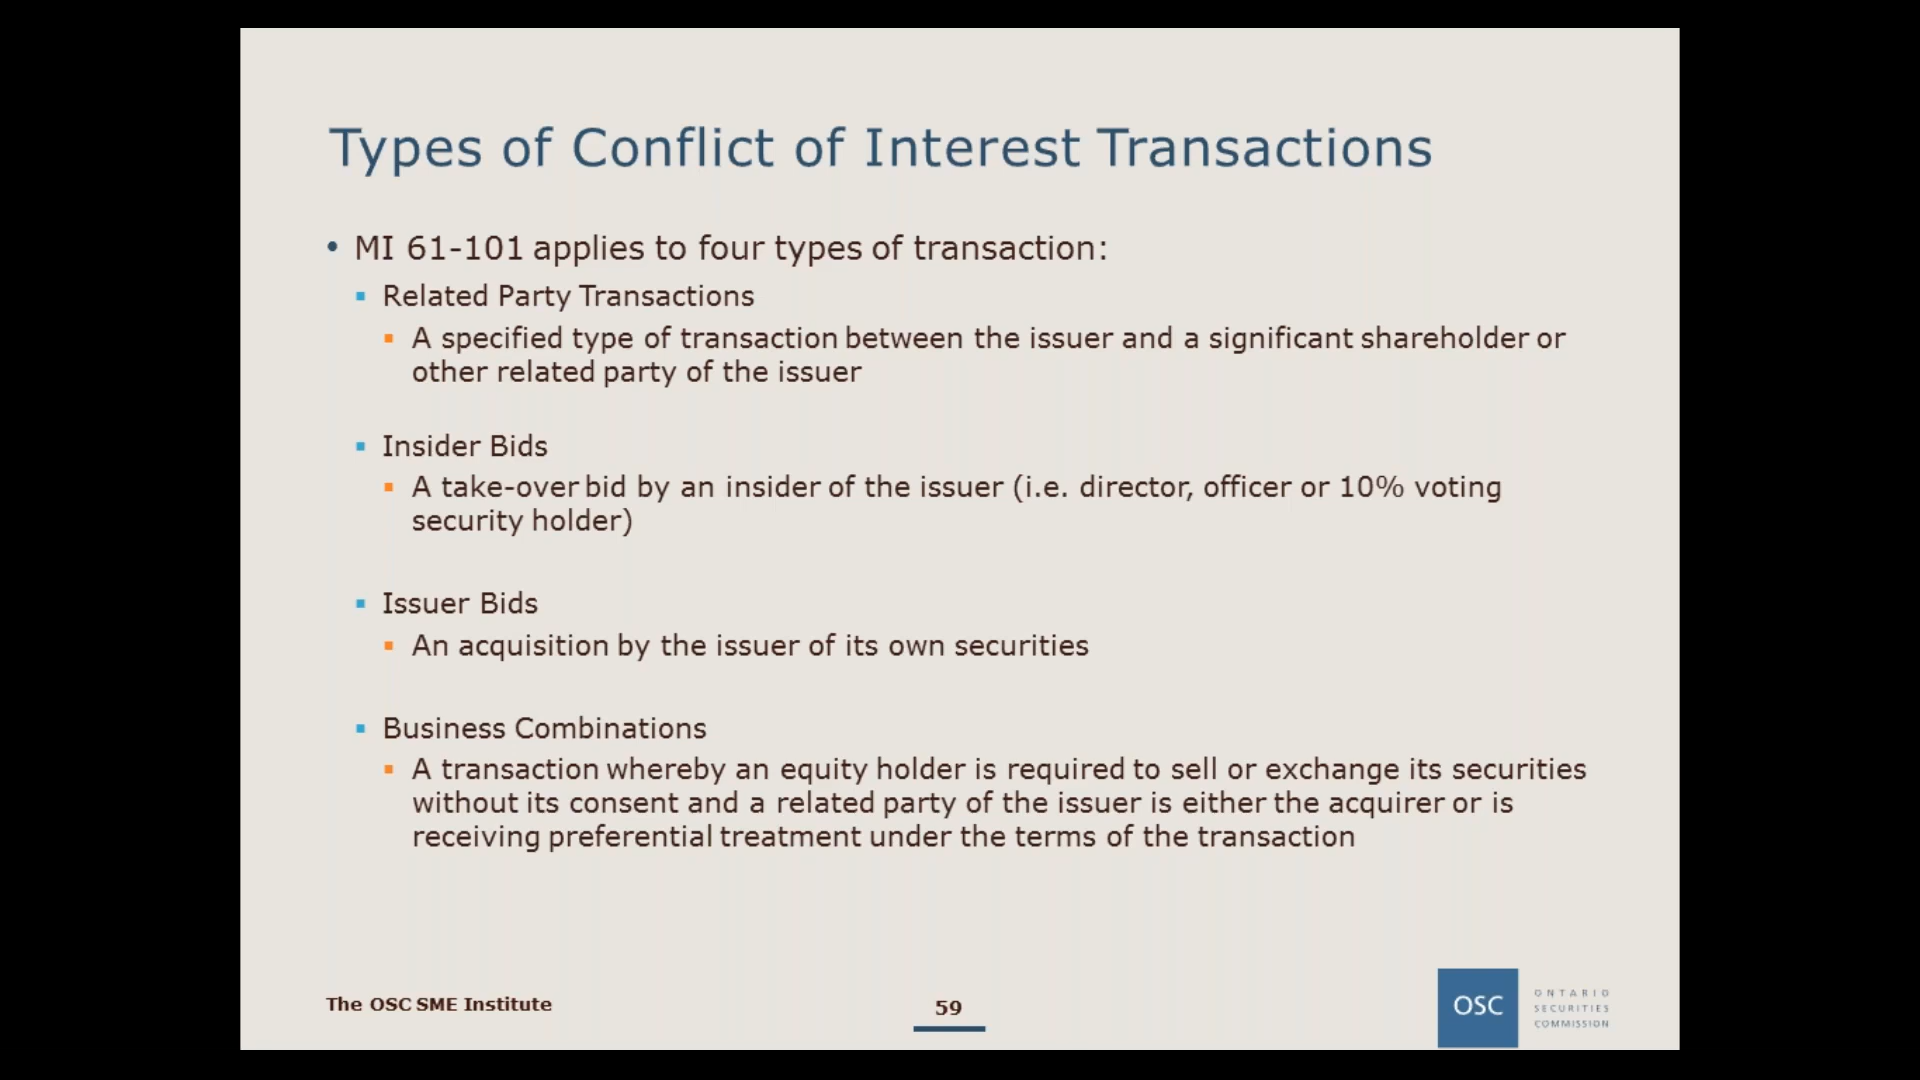 Types of Conflict of Interest Transactions
• MI 61-101 applies to four types of transaction:
▪ Related Party Transactions
▪ A specified type of transaction between the issuer and a significant shareholder or
other related party of the issuer
▪ Insider Bids
▪ A take-over bid by an insider of the issuer (i.e. director, officer or 10% voting
security holder)
▪ Issuer Bids
▪ An acquisition by the issuer of its own securities
▪ Business Combinations
▪ A transaction whereby an equity holder is required to sell or exchange its securities
without its consent and a related party of the issuer is either the acquirer or is
receiving preferential treatment under the terms of the transaction
The OSC SME Institute
59
OSC
ONTARIO
SECURITIES
COMMISSION